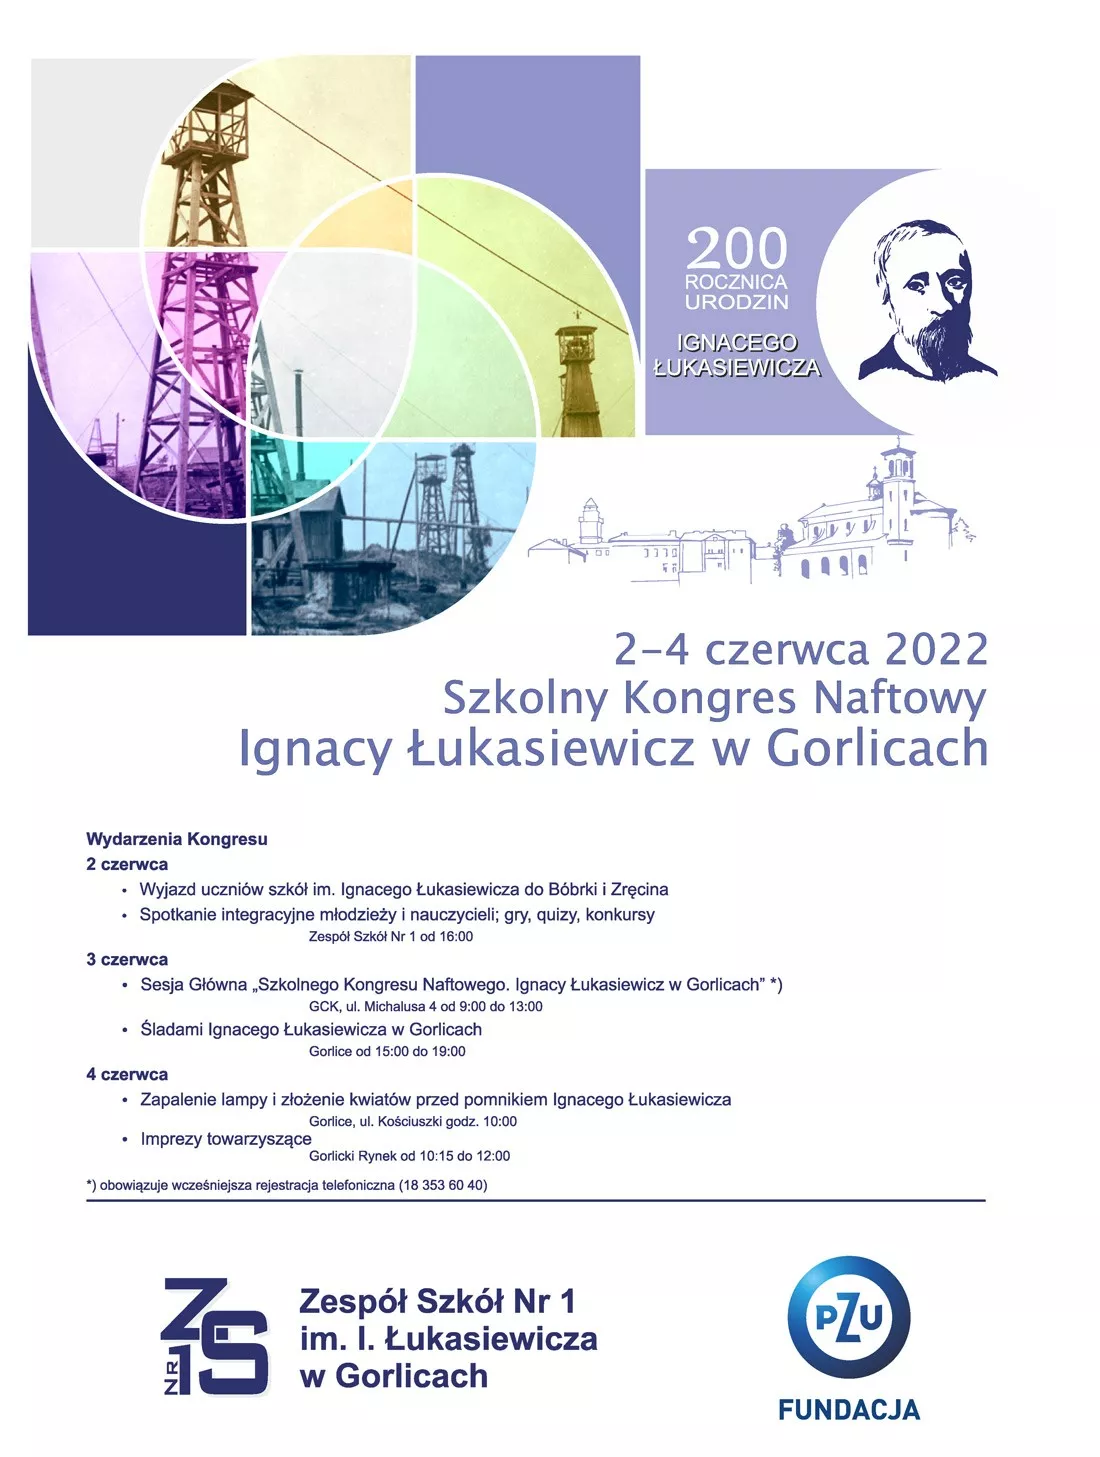 200
ROCZNICA
URODZIN
IGNACEGO
ŁUKASIEWICZA
2-4 czerwca 2022
Szkolny Kongres Naftowy
Ignacy Łukasiewicz w Gorlicach
Wydarzenia Kongresu
2 czerwca
• Wyjazd uczniów szkół im. Ignacego Łukasiewicza do Bóbrki i Zręcina
• Spotkanie integracyjne młodzieży i nauczycieli; gry, quizy, konkursy
Zespół Szkół Nr 1 od 16:00
3 czerwca
• Sesja Główna „Szkolnego Kongresu Naftowego. Ignacy Łukasiewicz w Gorlicach” *)
GCK, ul. Michalusa 4 od 9:00 do 13:00
• Śladami Ignacego Łukasiewicza w Gorlicach
Gorlice od 15:00 do 19:00
4 czerwca
• Zapalenie lampy i złożenie kwiatów przed pomnikiem Ignacego Łukasiewicza
Gorlice, ul. Kościuszki godz. 10:00
• Imprezy towarzyszące
Gorlicki Rynek od 10:15 do 12:00
*) obowiązuje wcześniejsza rejestracja telefoniczna (18 353 60 40)
ZS NR 1
Zespół Szkół Nr 1
im. I. Łukasiewicza
w Gorlicach
PZU
FUNDACJA